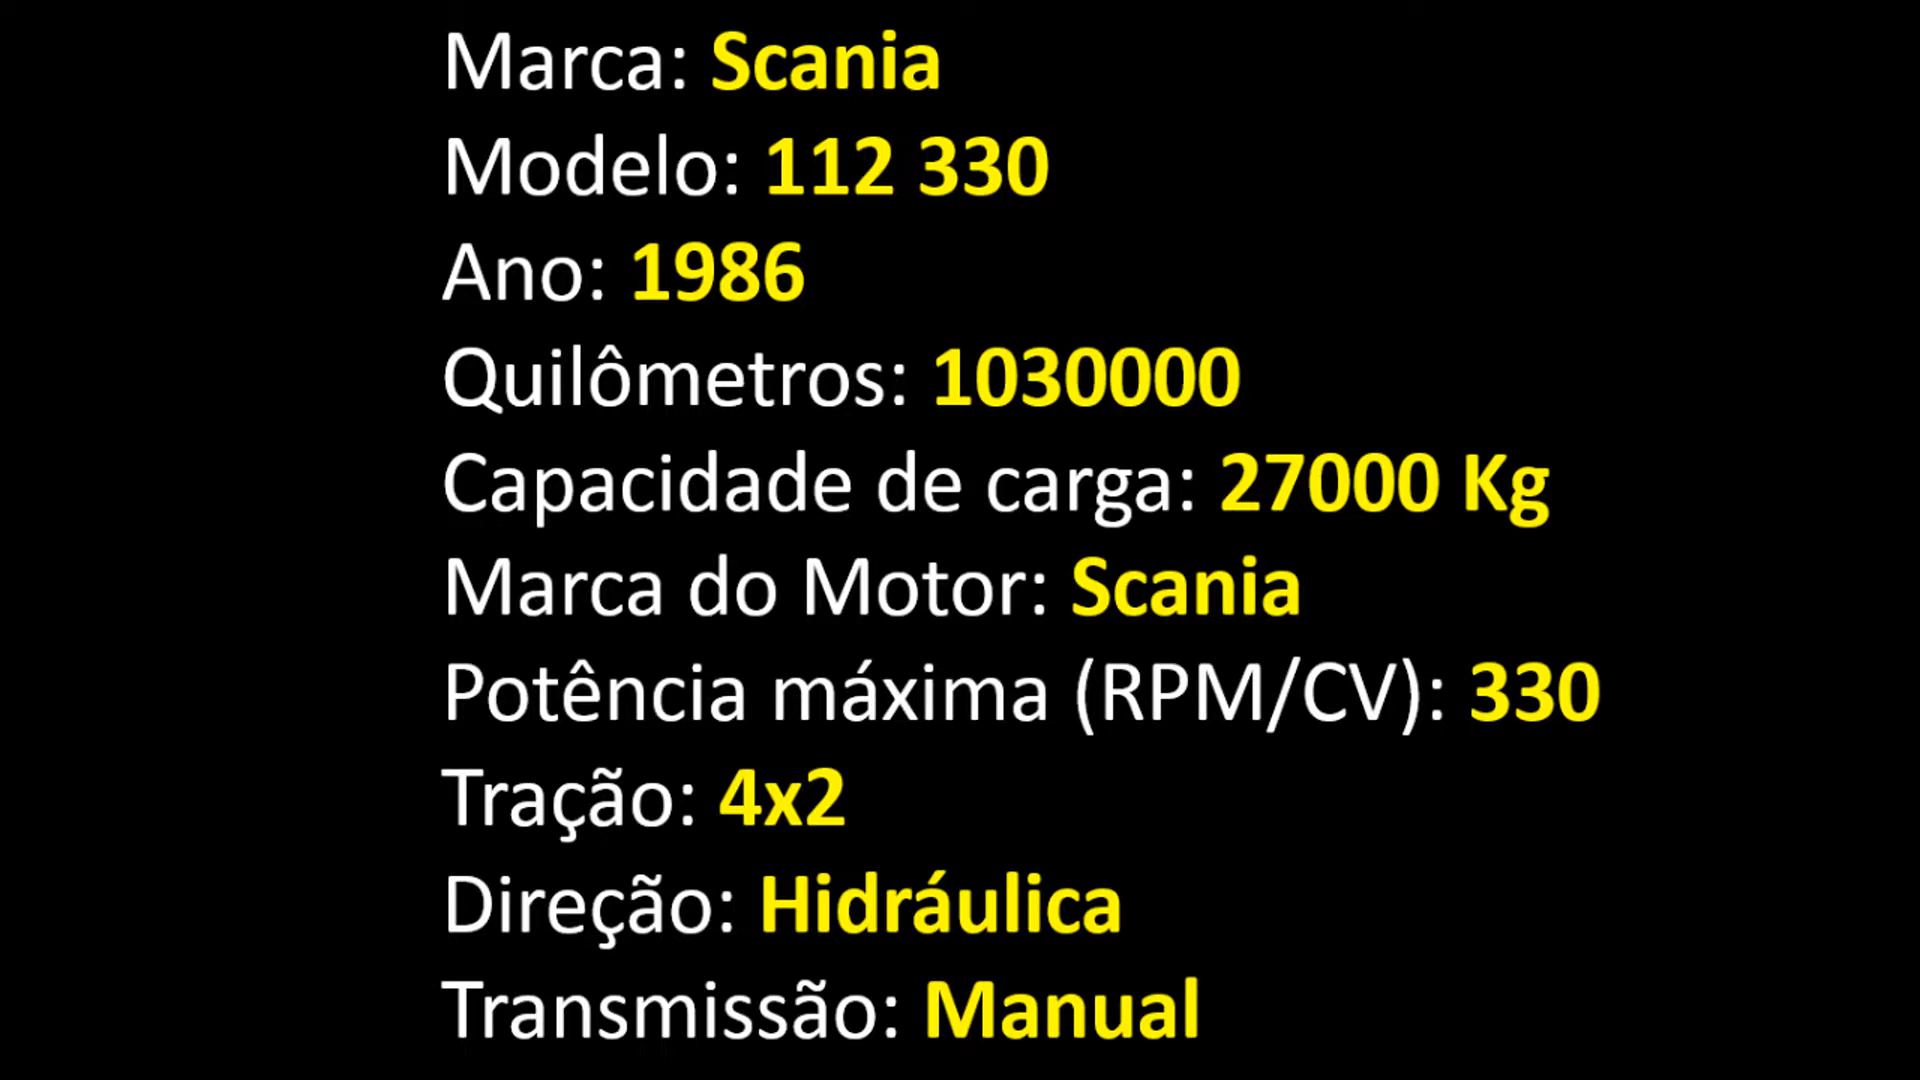 Marca: Scania
Modelo: 112 330
Ano: 1986
Quilômetros: 1030000
Capacidade de carga: 27000 Kg
Marca do Motor: Scania
Potência máxima (RPM/CV): 330
Tração: 4x2
Direção: Hidráulica
Transmissão: Manual